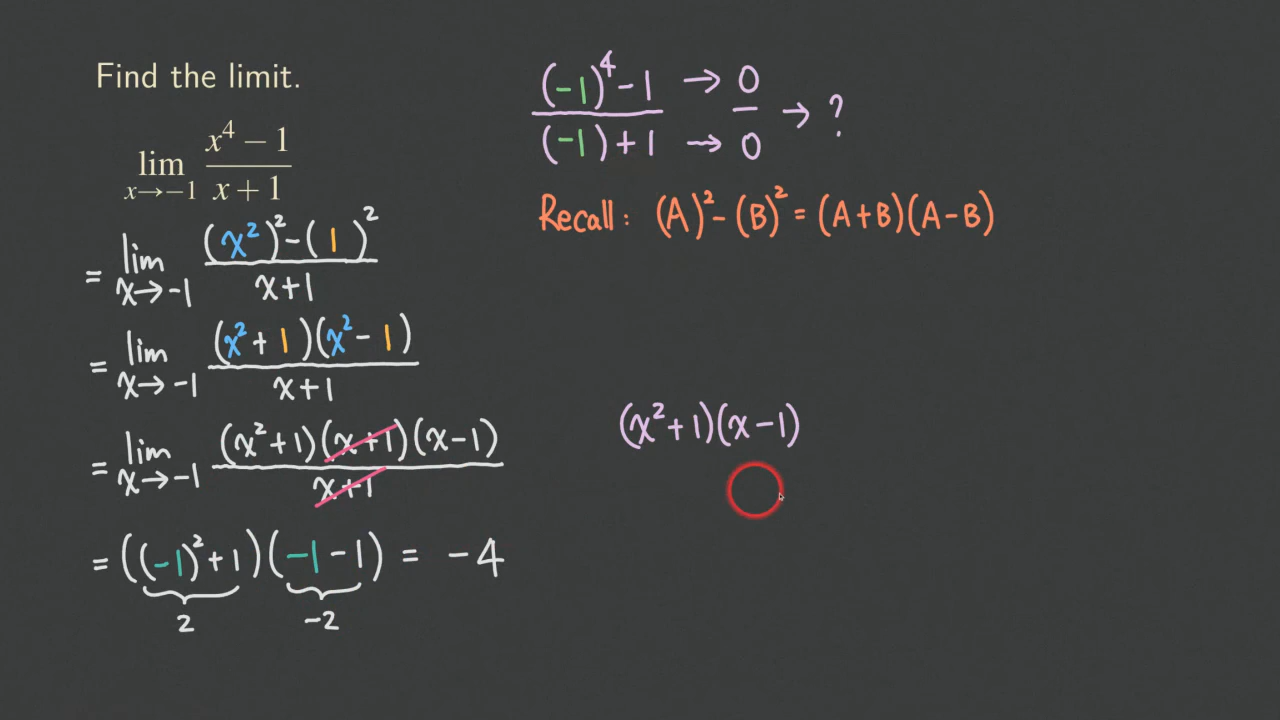 Find the limit.
lim x→−1 (x⁴ − 1)/(x + 1)
= lim x→−1 ((x²)² − (1)²)/(x+1)
= lim x→−1 ((x² + 1)(x² − 1))/(x+1)
= lim x→−1 ((x²+1)(x+1)(x−1))/(x+1)
= ((−1)² + 1)(−1 − 1) = −4
2 −2
((−1)⁴ − 1)/((−1) + 1) → 0/→ 0 → ?
Recall: (A)² − (B)² = (A+B)(A−B)
(x² + 1)(x − 1)